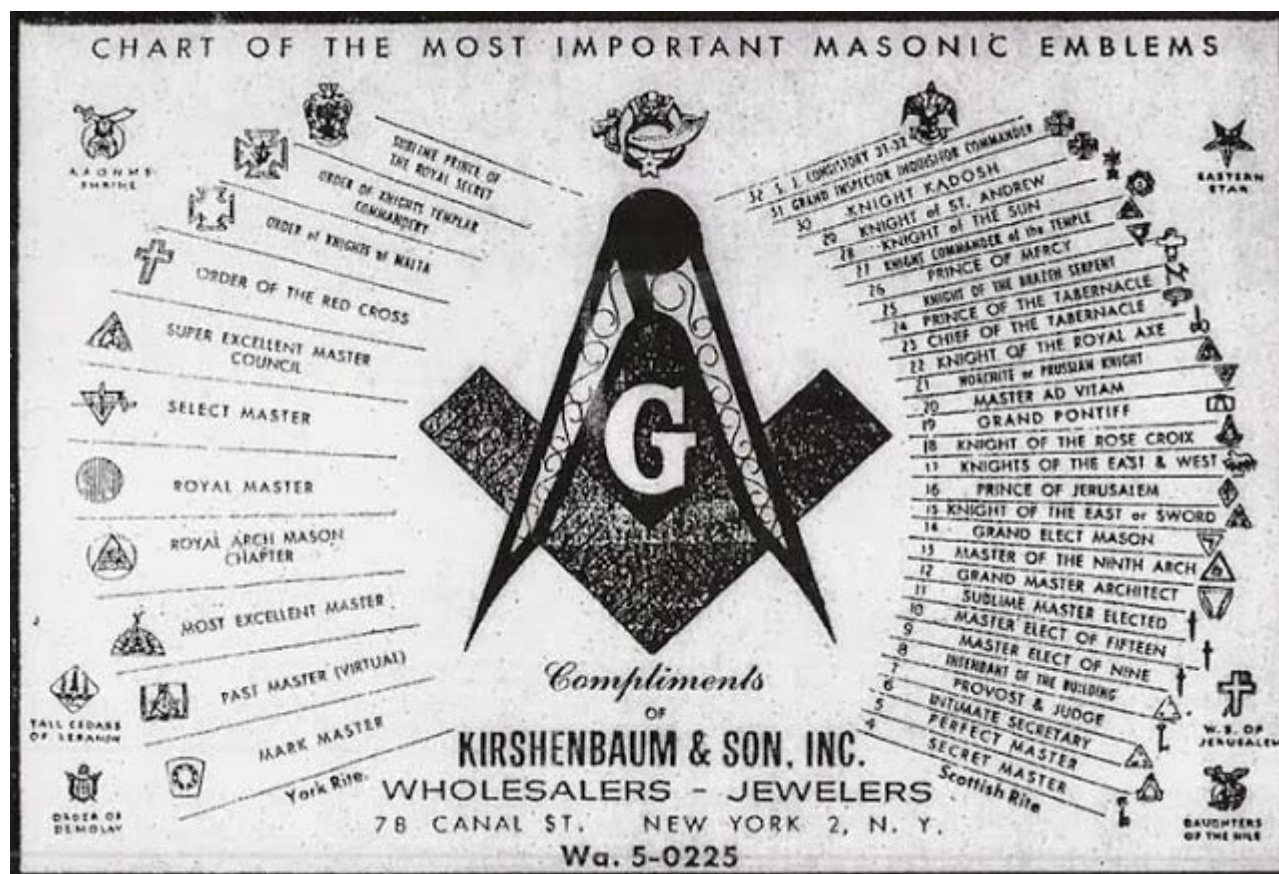 CHART OF THE MOST IMPORTANT MASONIC EMBLEMS
A.A.O.N.M.S.
SHRINE
SUBLIME PRINCE OF
THE ROYAL SECRET
ORDER OF KNIGHTS TEMPLAR
COMMANDERY
ORDER of KNIGHTS of MALTA
ORDER OF THE RED CROSS
SUPER EXCELLENT MASTER
COUNCIL
SELECT MASTER
ROYAL MASTER
ROYAL ARCH MASON
CHAPTER
MOST EXCELLENT MASTER
PAST MASTER (VIRTUAL)
MARK MASTER
York Rite.
TALL CEDARS
OF LEBANON
ORDER OF
DEMOLAY
G
Compliments
OF
KIRSHENBAUM & SON, INC.
WHOLESALERS - JEWELERS
78 CANAL ST. NEW YORK 2, N. Y.
Wa. 5-0225
32 S. J. CONSISTORY 31-32
31 GRAND INSPECTOR INQUISITOR COMMANDER
30 KNIGHT KADOSH
29 KNIGHT of ST. ANDREW
28 KNIGHT of THE SUN
27 KNIGHT COMMANDER of the TEMPLE
26 PRINCE OF MERCY
25 KNIGHT OF THE BRAZEN SERPENT
24 PRINCE OF THE TABERNACLE
23 CHIEF OF THE TABERNACLE
22 KNIGHT OF THE ROYAL AXE
21 NOACHITE or PRUSSIAN KNIGHT
20 MASTER AD VITAM
19 GRAND PONTIFF
18 KNIGHT OF THE ROSE CROIX
17 KNIGHTS OF THE EAST & WEST
16 PRINCE OF JERUSALEM
15 KNIGHT OF THE EAST or SWORD
14 GRAND ELECT MASON
13 MASTER OF THE NINTH ARCH
12 GRAND MASTER ARCHITECT
11 SUBLIME MASTER ELECTED
10 MASTER ELECT OF FIFTEEN
9 MASTER ELECT OF NINE
8 INTENDANT OF THE BUILDING
7 PROVOST & JUDGE
6 INTIMATE SECRETARY
5 PERFECT MASTER
4 SECRET MASTER
Scottish Rite
EASTERN
STAR
W. S. OF
JERUSALEM
DAUGHTERS
OF THE NILE